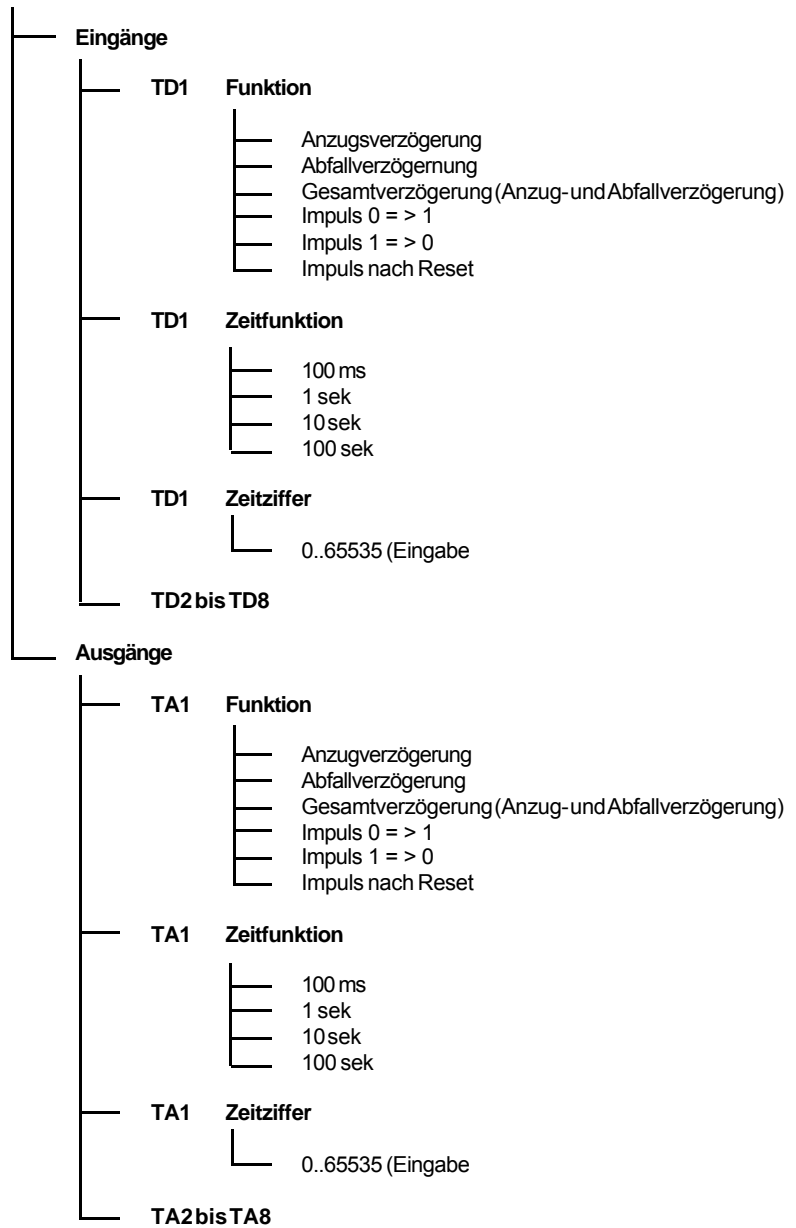 Eingänge
TD1 Funktion
Anzugsverzögerung
Abfallverzögernung
Gesamtverzögerung (Anzug- und Abfallverzögerung)
Impuls 0 = > 1
Impuls 1 = > 0
Impuls nach Reset
TD1 Zeitfunktion
100 ms
1 sek
10 sek
100 sek
TD1 Zeitziffer
0..65535 (Eingabe
TD2 bis TD8
Ausgänge
TA1 Funktion
Anzugverzögerung
Abfallverzögerung
Gesamtverzögerung (Anzug- und Abfallverzögerung)
Impuls 0 = > 1
Impuls 1 = > 0
Impuls nach Reset
TA1 Zeitfunktion
100 ms
1 sek
10 sek
100 sek
TA1 Zeitziffer
0..65535 (Eingabe
TA2 bis TA8